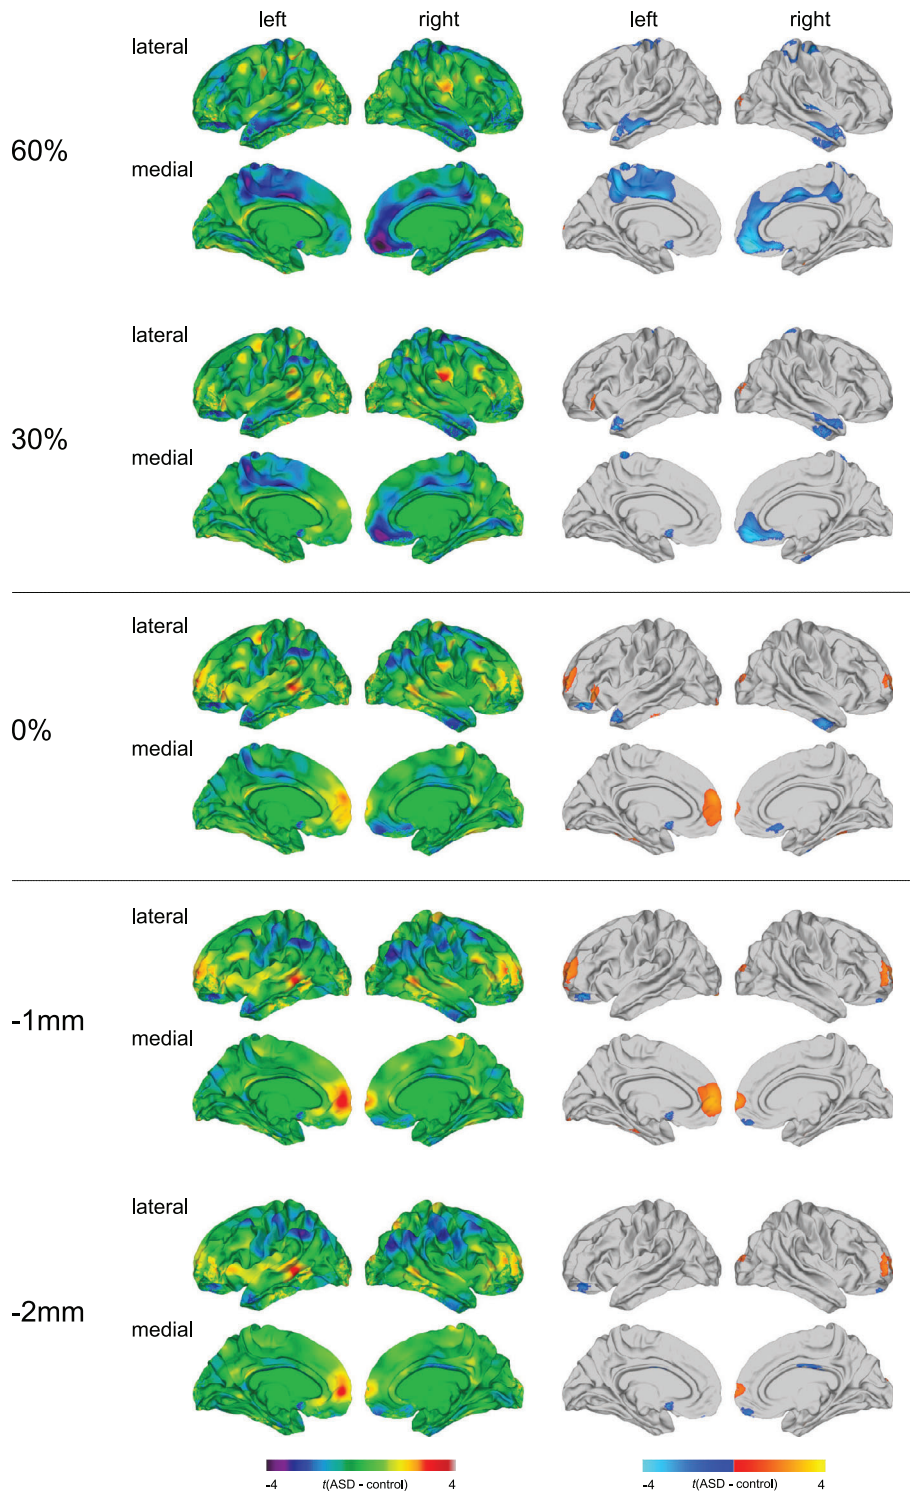 left right left right
lateral
60%
medial
lateral
30%
medial
lateral
0%
medial
lateral
-1mm
medial
lateral
-2mm
medial
-4 t(ASD - control) 4 -4 t(ASD - control) 4